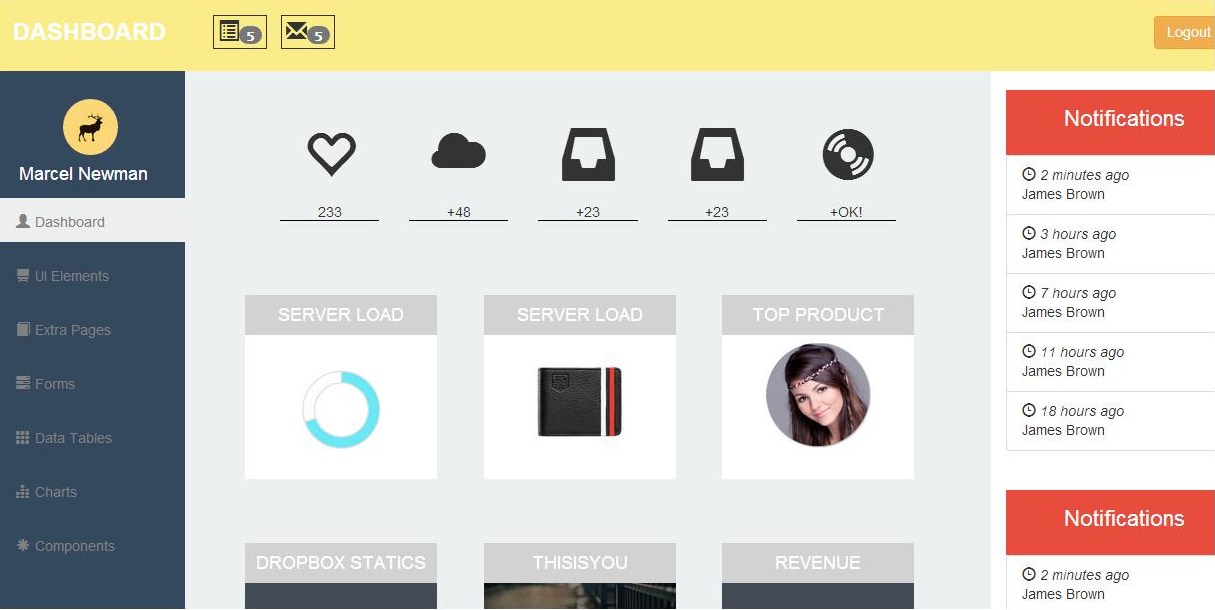 DASHBOARD
5
5
Logout
Marcel Newman
Dashboard
UI Elements
Extra Pages
Forms
Data Tables
Charts
Components
233
+48
+23
+23
+OK!
SERVER LOAD
SERVER LOAD
TOP PRODUCT
DROPBOX STATICS
THISISYOU
REVENUE
Notifications
2 minutes ago
James Brown
3 hours ago
James Brown
7 hours ago
James Brown
11 hours ago
James Brown
18 hours ago
James Brown
Notifications
2 minutes ago
James Brown